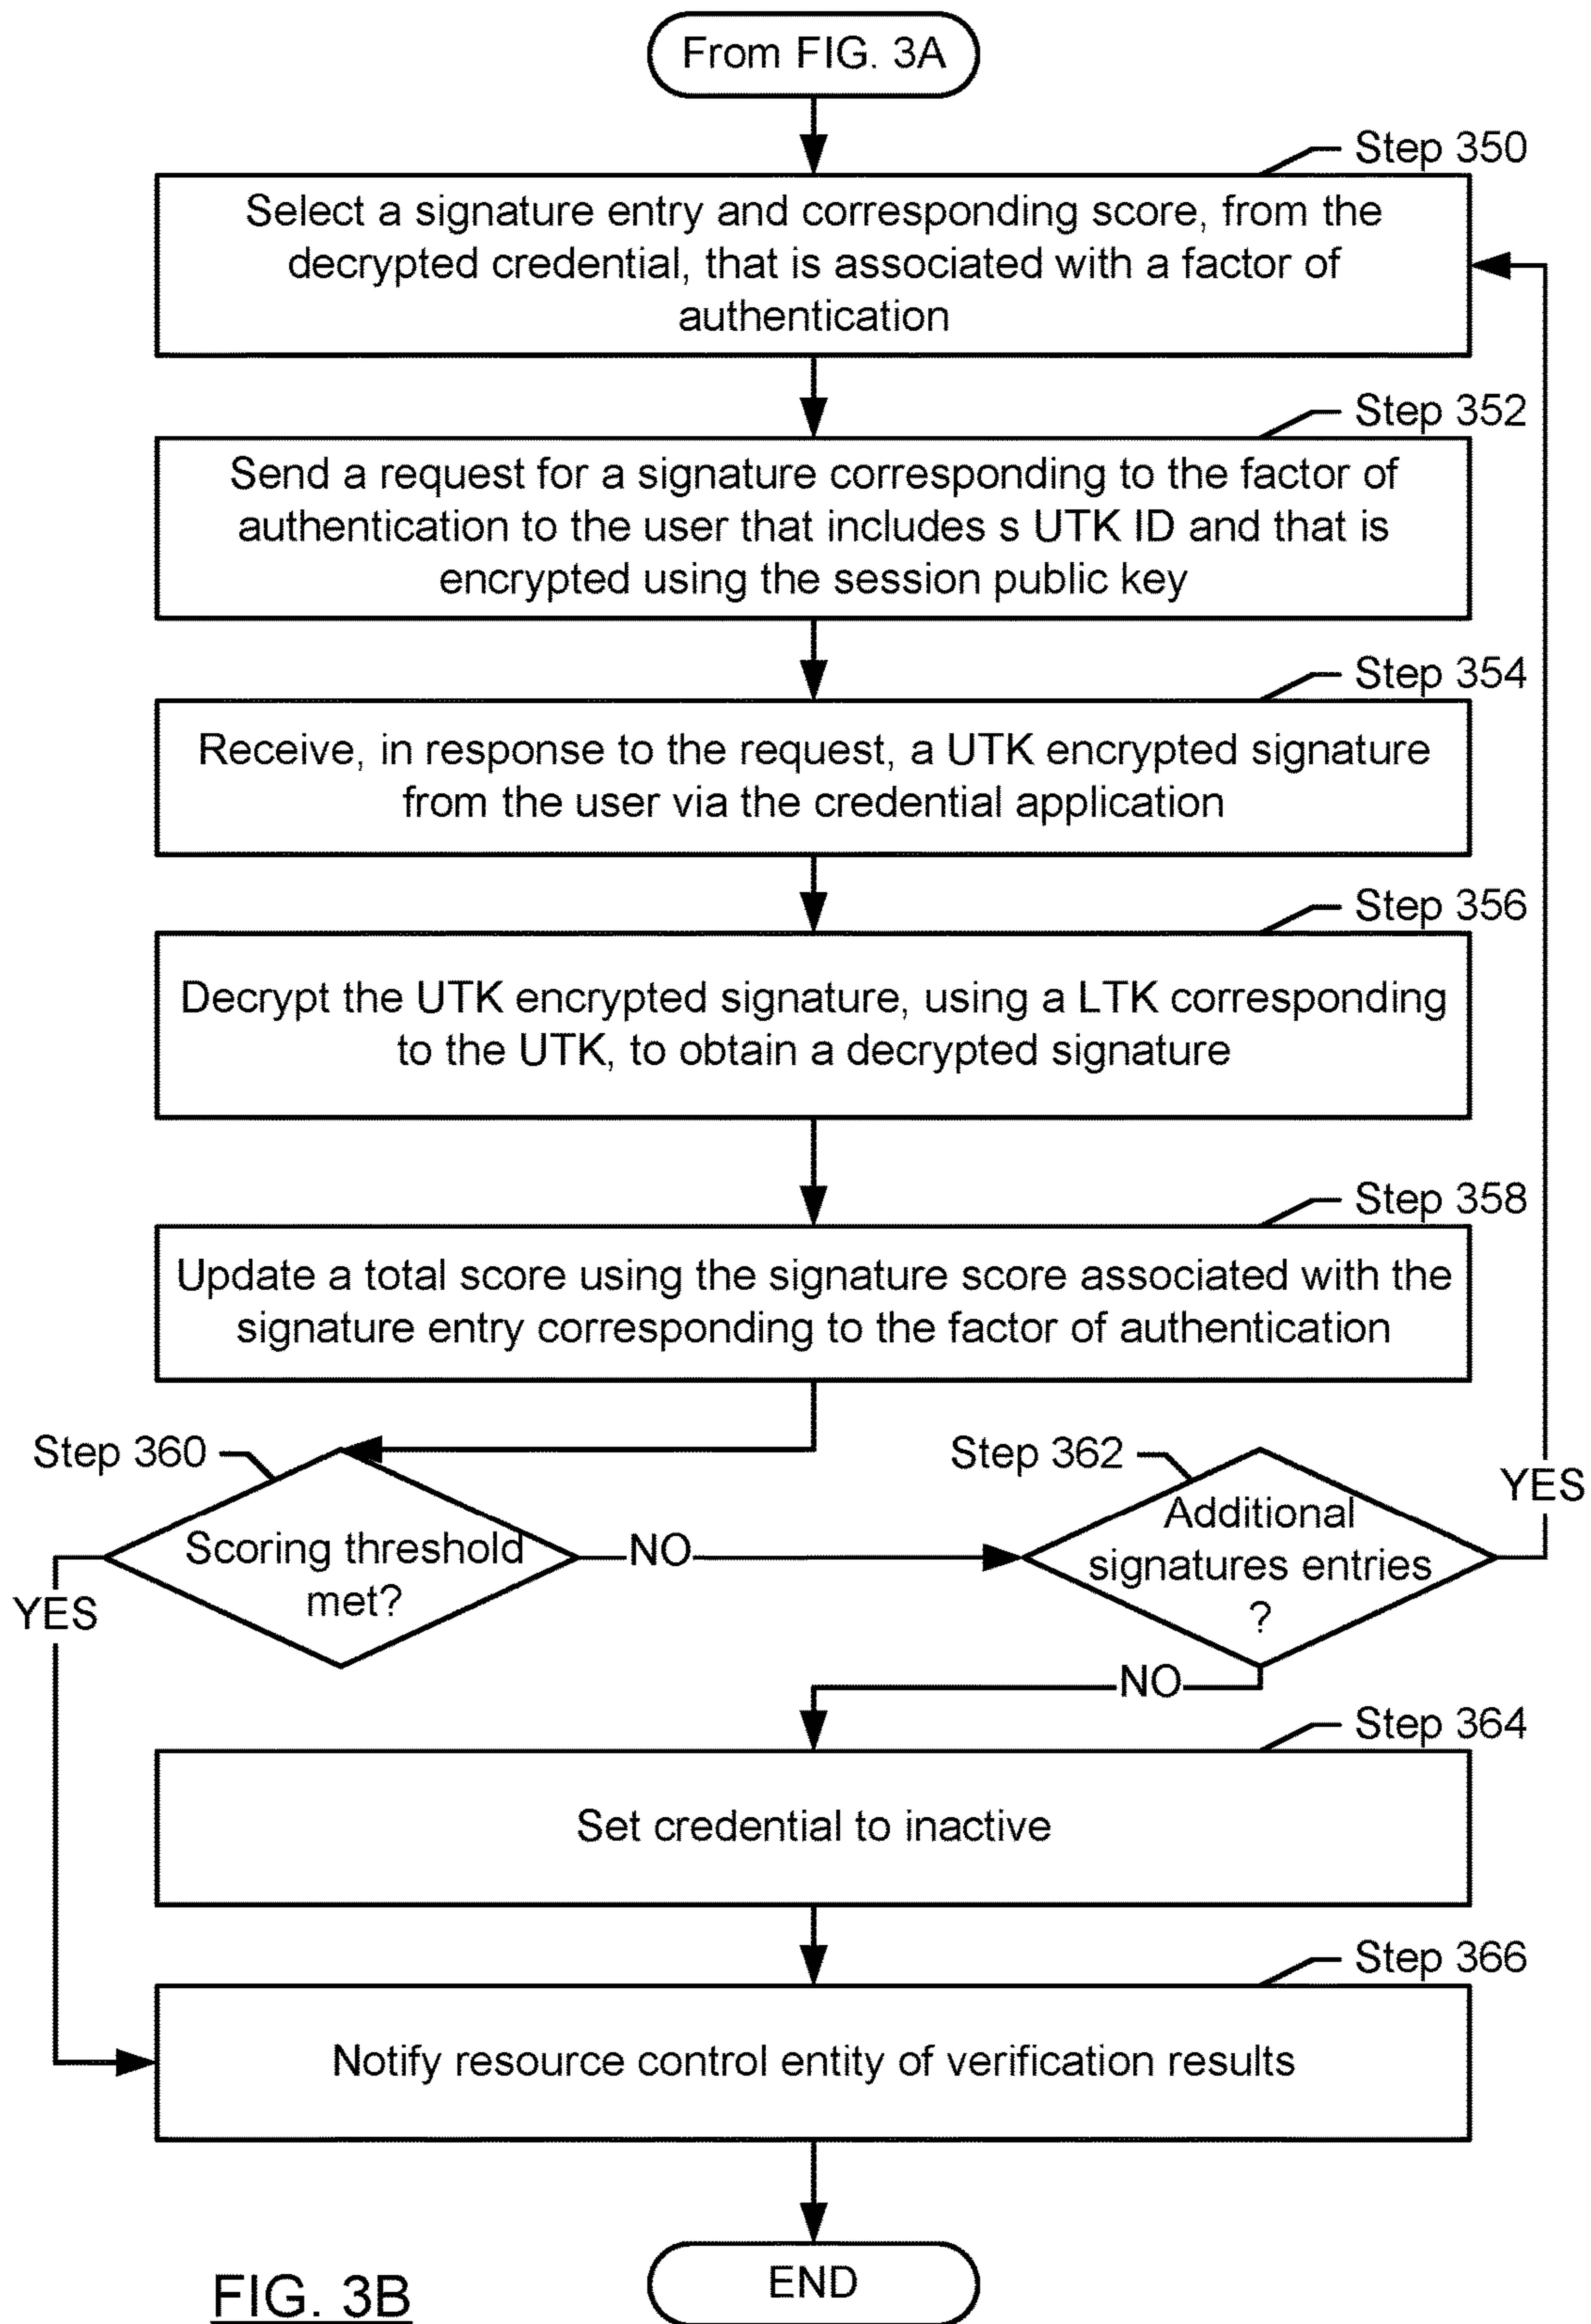 From FIG. 3A
Step 350
Select a signature entry and corresponding score, from the
decrypted credential, that is associated with a factor of
authentication
Step 352
Send a request for a signature corresponding to the factor of
authentication to the user that includes s UTK ID and that is
encrypted using the session public key
Step 354
Receive, in response to the request, a UTK encrypted signature
from the user via the credential application
Step 356
Decrypt the UTK encrypted signature, using a LTK corresponding
to the UTK, to obtain a decrypted signature
Step 358
Update a total score using the signature score associated with the
signature entry corresponding to the factor of authentication
Step 360
Scoring threshold
met?
YES
NO
Step 362
Additional
signatures entries
?
YES
NO
Step 364
Set credential to inactive
Step 366
Notify resource control entity of verification results
END
FIG. 3B